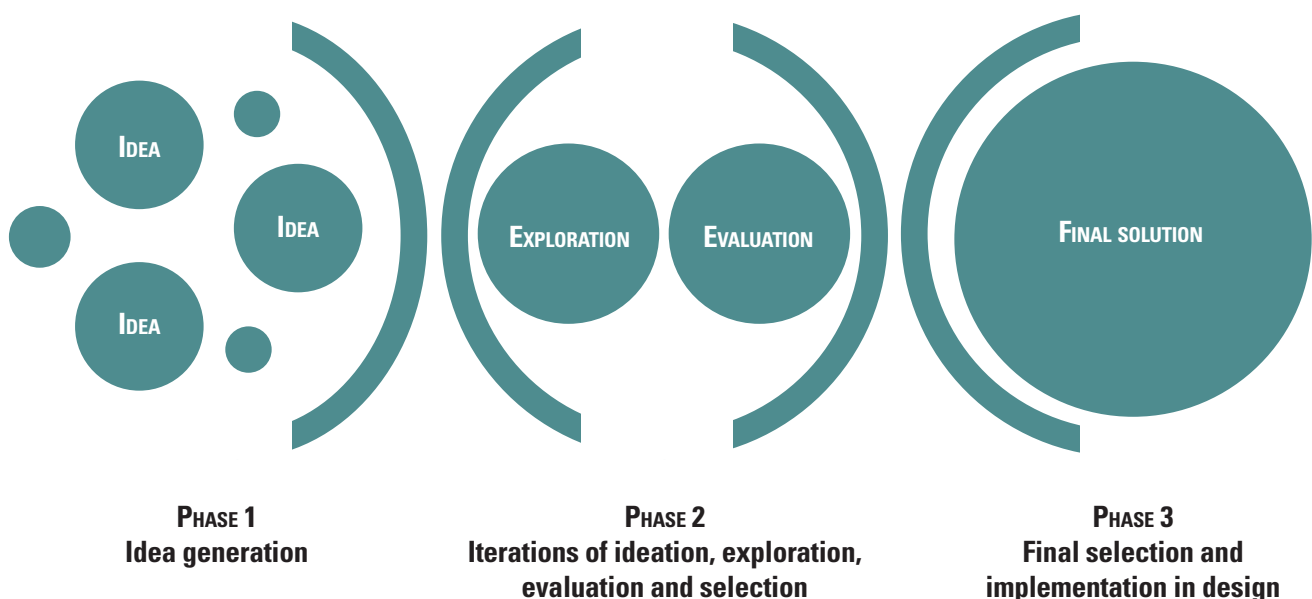 IDEA
IDEA
IDEA
EXPLORATION
EVALUATION
FINAL SOLUTION
PHASE 1
Idea generation
PHASE 2
Iterations of ideation, exploration,
evaluation and selection
PHASE 3
Final selection and
implementation in design